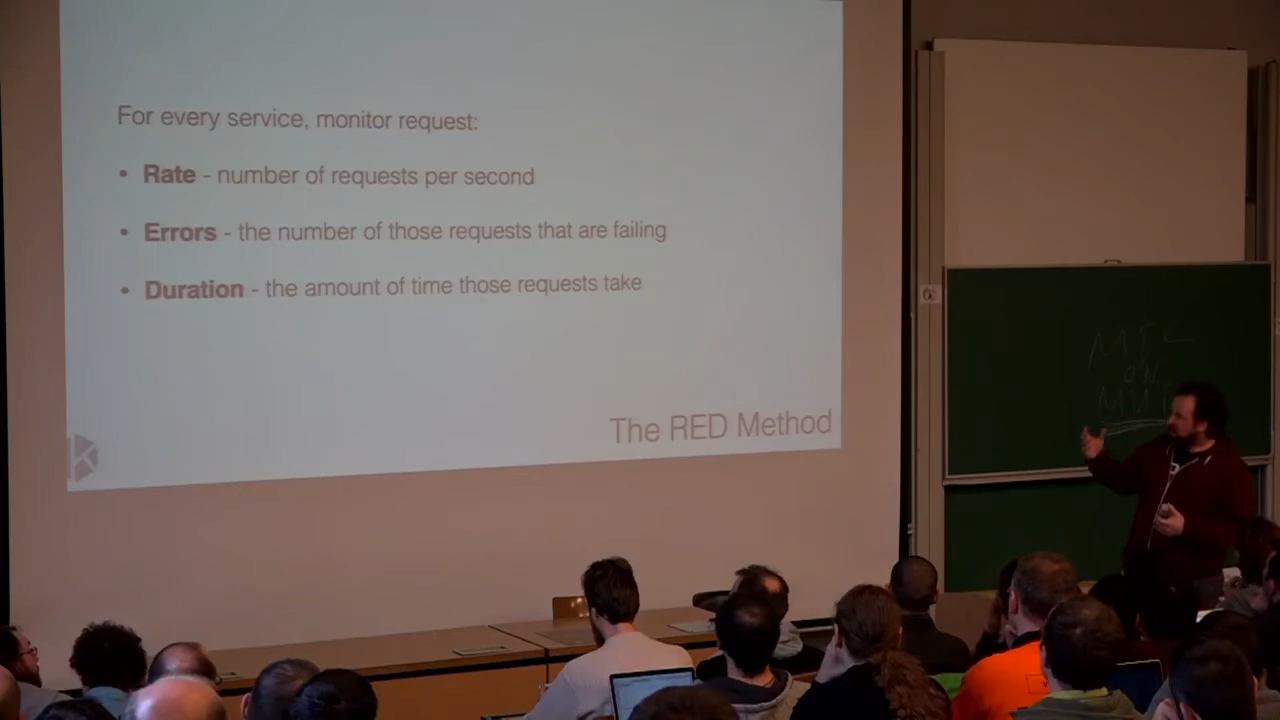 For every service, monitor request:
• Rate - number of requests per second
• Errors - the number of those requests that are failing
• Duration - the amount of time those requests take
The RED Method
K
ON